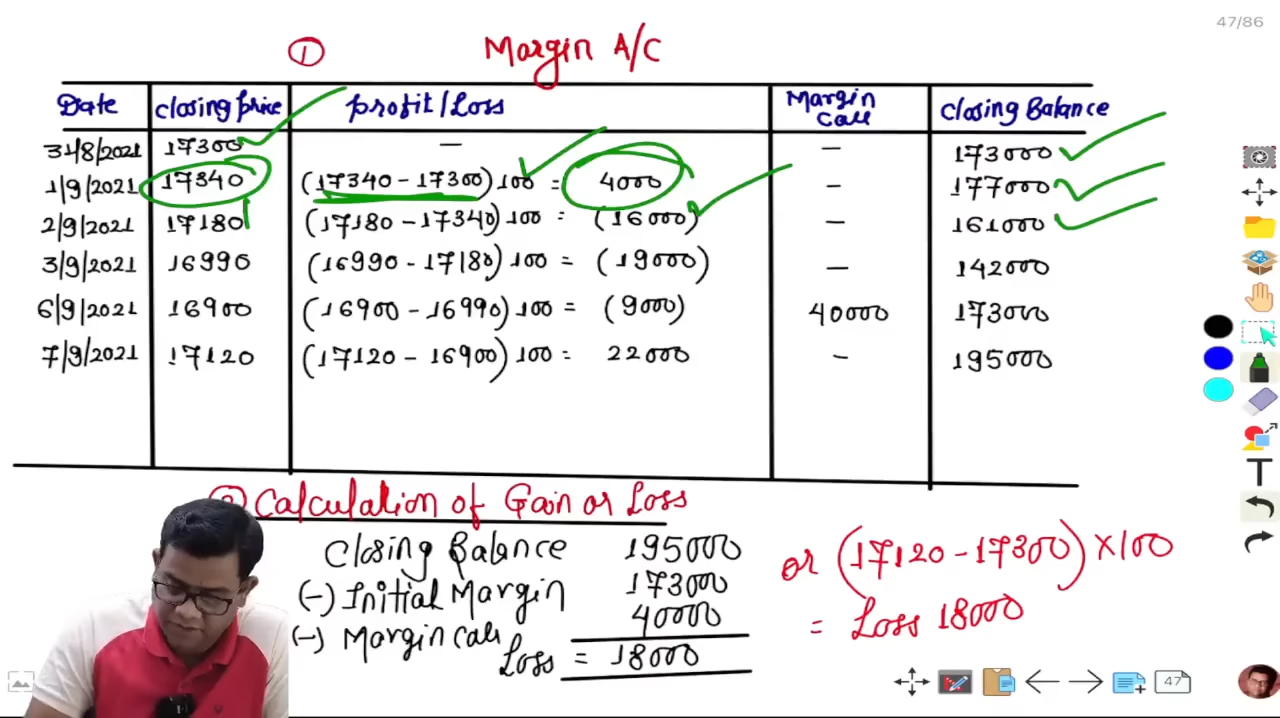 47/86
① Margin A/C
Date closing price profit/Loss Margin Call Closing Balance
31/8/2021 17300 — — 173000
1/9/2021 17340 (17340 - 17300) 100 = 4000 - 177000
2/9/2021 17180 (17180 - 17340) 100 = (16000) - 161000
3/9/2021 16990 (16990 - 17180) 100 = (19000) — 142000
6/9/2021 16900 (16900 - 16990) 100 = (9000) 40000 173000
7/9/2021 17120 (17120 - 16900) 100 = 22000 - 195000
Calculation of Gain or Loss
Closing Balance 195000
(-) Initial Margin 173000
(-) Margin Call 40000
Loss = 18000
or (17120 - 17300) × 100
= Loss 18000
T
47